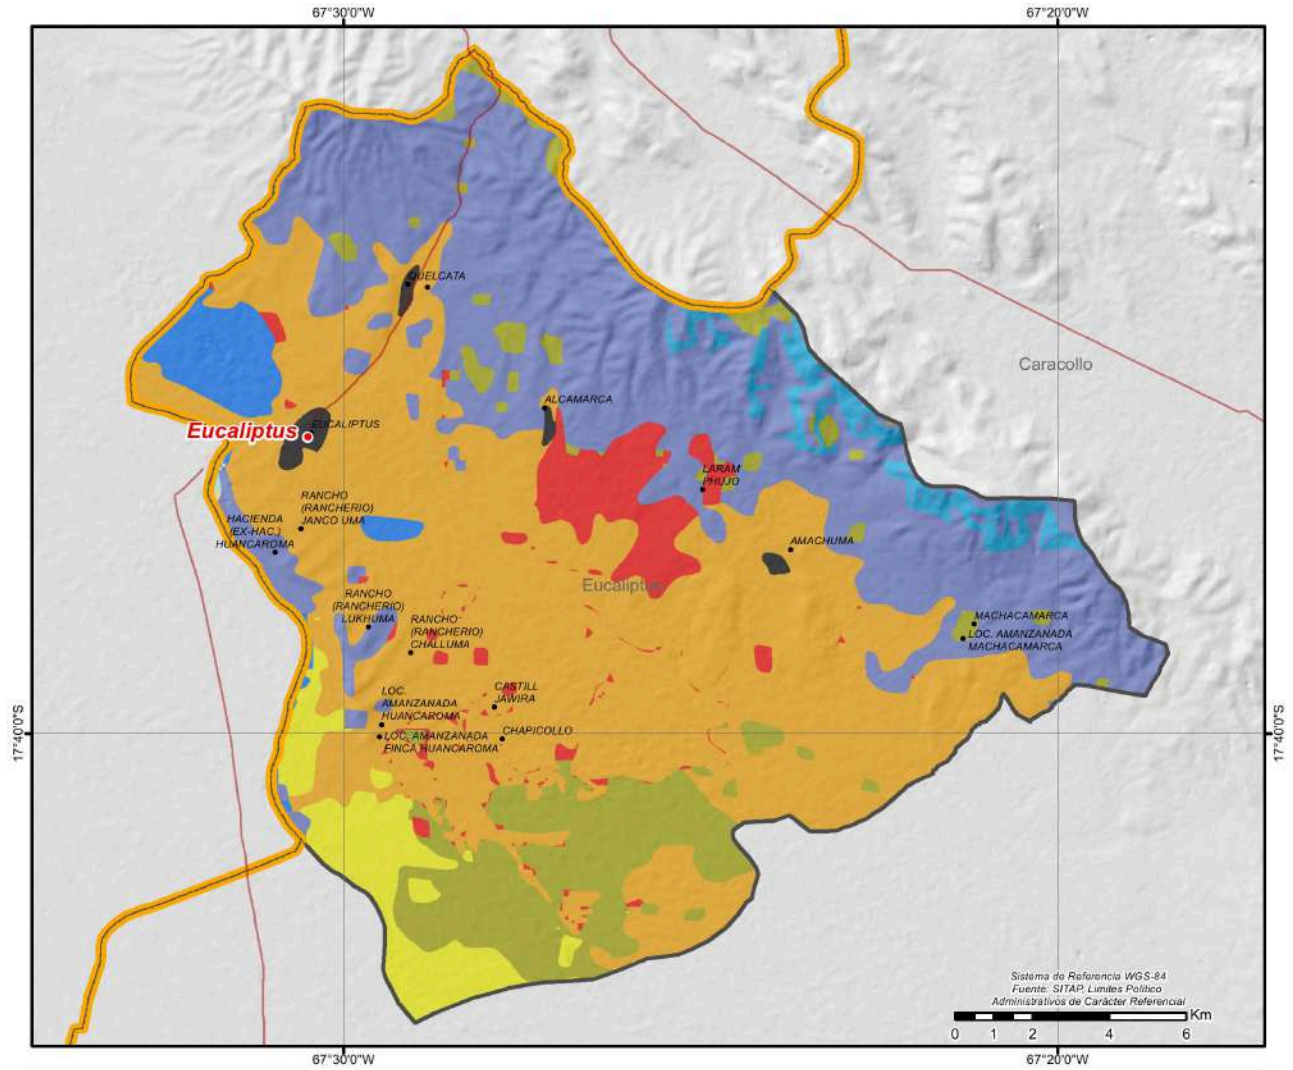 67°30'0"W
67°20'0"W
QUELCATA
Caracollo
ALCAMARCA
EUCALIPTUS
Eucaliptus
LARAM
PHUJO
RANCHO
(RANCHERIO)
JANCO UMA
HACIENDA
(EX-HAC.)
HUANCAROMA
AMACHUMA
Eucaliptus
RANCHO
(RANCHERIO)
LUKHUMA
RANCHO
(RANCHERIO)
CHALLUMA
MACHACAMARCA
LOC. AMANZANADA
MACHACAMARCA
LOC.
AMANZANADA
HUANCAROMA
CASTILL
JAWIRA
LOC. AMANZANADA
FINCA HUANCAROMA
CHAPICOLLO
17°40'0"S
17°40'0"S
Sistema de Referencia WGS-84
Fuente: SITAP, Limites Político
Administrativos de Carácter Referencial
Km
0 1 2 4 6
67°30'0"W
67°20'0"W